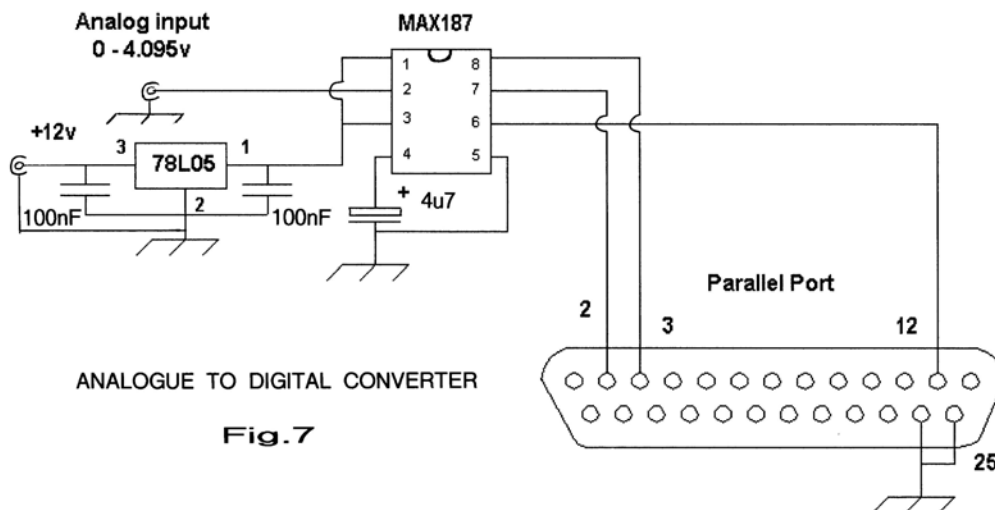 Analog input
0 - 4.095v
MAX187
1
2
3
4
8
7
6
5
+12v
3
78L05
1
2
100nF
100nF
+
4u7
Parallel Port
2
3
12
25
ANALOGUE TO DIGITAL CONVERTER
Fig.7